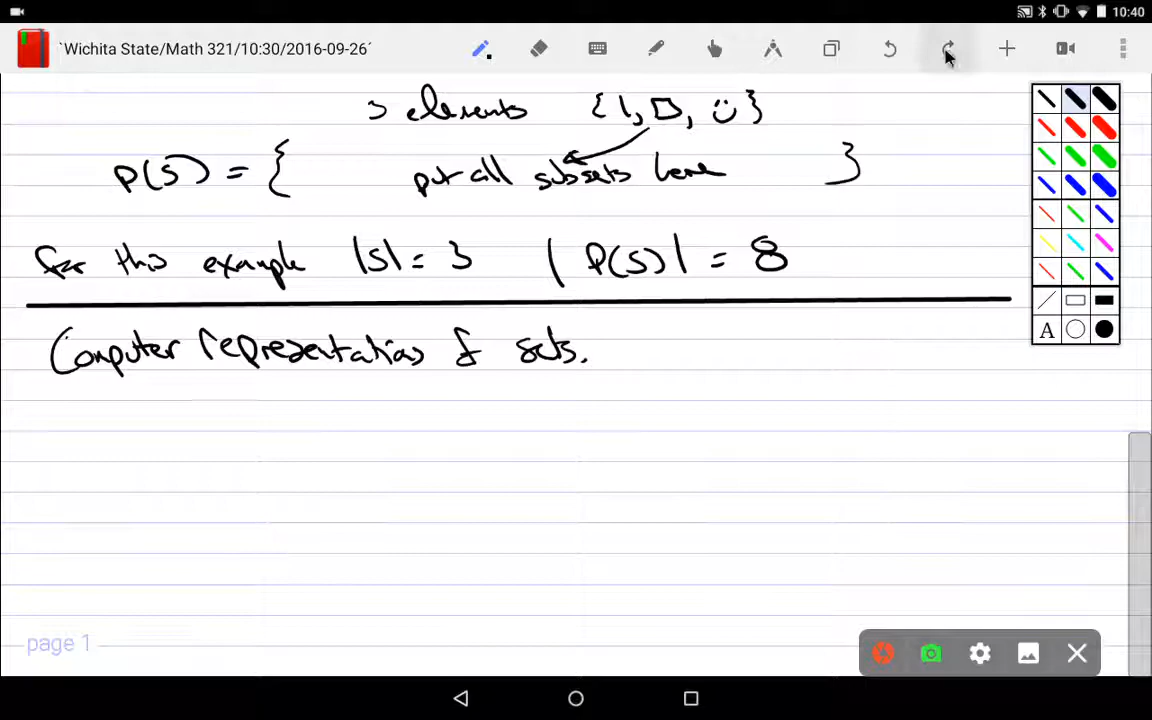 10:40
`Wichita State/Math 321/10:30/2016-09-26´
3 elements {1, □, ☺}
P(S) = { put all subsets here }
for this example |S| = 3 | P(S)| = 8
Computer representations of sets.
A
page 1